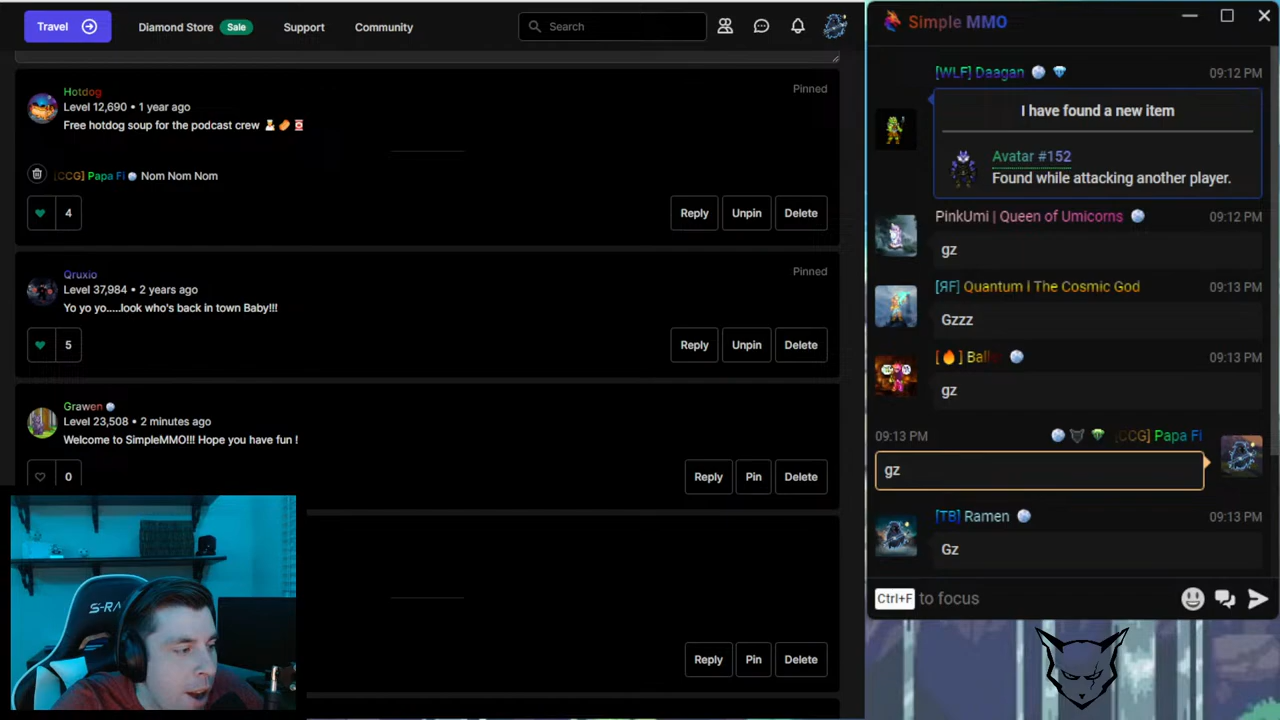 Travel
Diamond Store Sale
Support
Community
Search
Hotdog
Pinned
Level 12,690 • 1 year ago
Free hotdog soup for the podcast crew
[CCG] Papa Fi Nom Nom Nom
4
Reply
Unpin
Delete
Qruxio
Pinned
Level 37,984 • 2 years ago
Yo yo yo.....look who's back in town Baby!!!
5
Reply
Unpin
Delete
Grawen
Level 23,508 • 2 minutes ago
Welcome to SimpleMMO!!! Hope you have fun !
0
Reply
Pin
Delete
Reply
Pin
Delete
S-RA
Simple MMO
[WLF] Daagan
09:12 PM
I have found a new item
Avatar #152
Found while attacking another player.
PinkUmi | Queen of Umicorns
09:12 PM
gz
[ЯF] Quantum | The Cosmic God
09:13 PM
Gzzz
09:13 PM
gz
09:13 PM
[CCG] Papa Fi
gz
[TB] Ramen
09:13 PM
Gz
Ctrl+F to focus